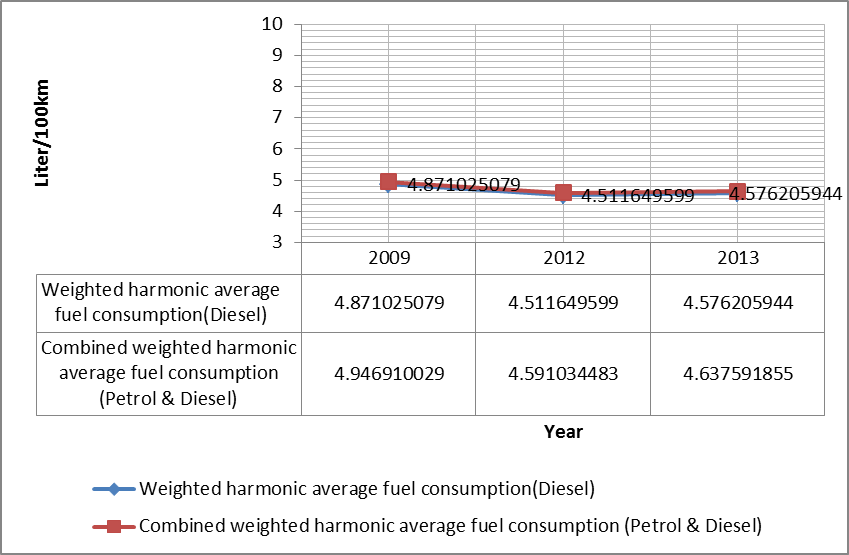 10
9
8
7
6
5
4
3
Liter/100km
4.871025079
4.511649599
4.576205944
2009 2012 2013
Weighted harmonic average
fuel consumption(Diesel)
4.871025079 4.511649599 4.576205944
Combined weighted harmonic
average fuel consumption
(Petrol & Diesel)
4.946910029 4.591034483 4.637591855
Year
Weighted harmonic average fuel consumption(Diesel)
Combined weighted harmonic average fuel consumption (Petrol & Diesel)